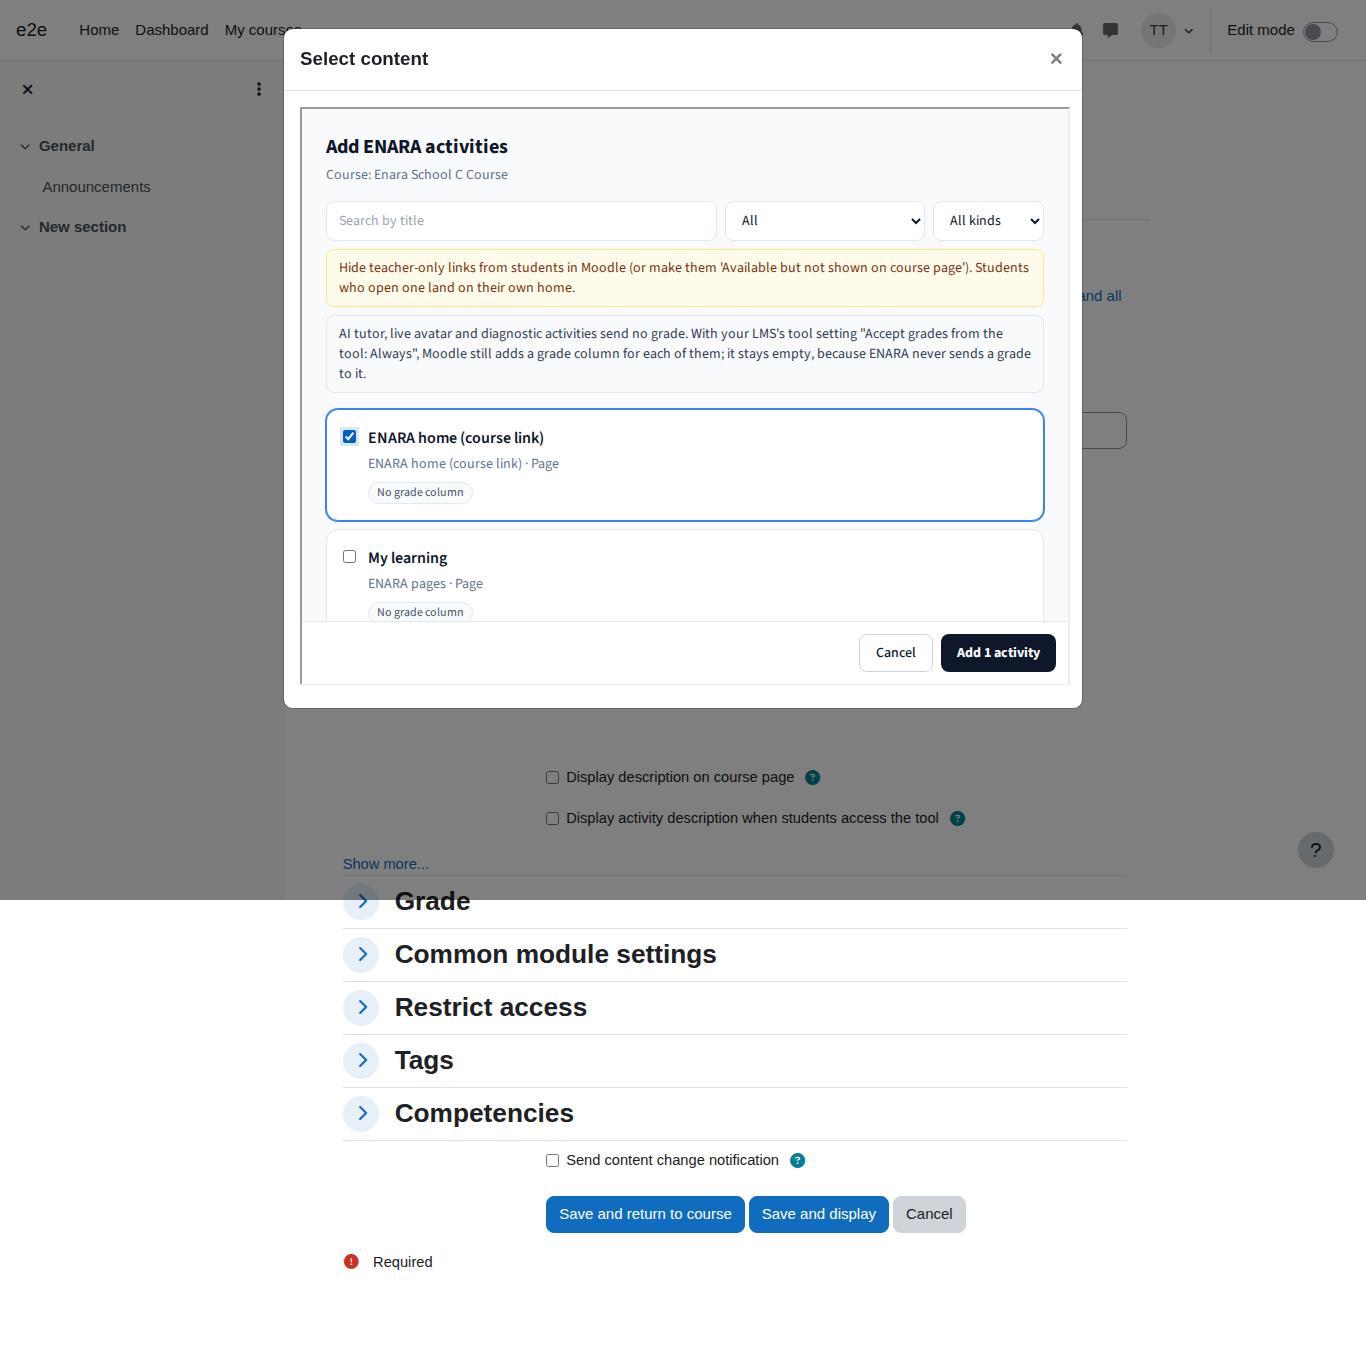 e2e
Home
Dashboard
My courses
TT
Edit mode
Select content
×
General
Announcements
New section
Add ENARA activities
Course: Enara School C Course
Search by title
All
All kinds
Hide teacher-only links from students in Moodle (or make them 'Available but not shown on course page'). Students
who open one land on their own home.
AI tutor, live avatar and diagnostic activities send no grade. With your LMS's tool setting "Accept grades from the
tool: Always", Moodle still adds a grade column for each of them; it stays empty, because ENARA never sends a grade
to it.
and all
ENARA home (course link)
ENARA home (course link) · Page
No grade column
My learning
ENARA pages · Page
No grade column
Cancel
Add 1 activity
Display description on course page
?
Display activity description when students access the tool
?
?
Show more...
Grade
Common module settings
Restrict access
Tags
Competencies
Send content change notification
?
Save and return to course
Save and display
Cancel
!
Required